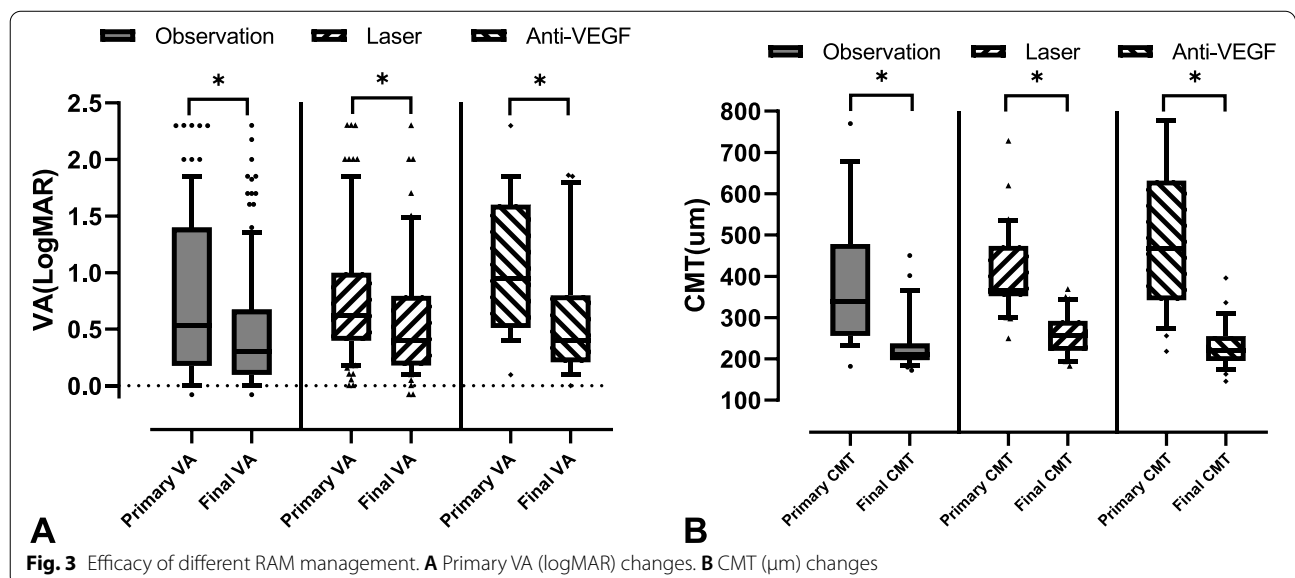 Observation Laser Anti-VEGF
* * *
2.5
2.0
1.5
1.0
0.5
0.0
VA(LogMAR)
Primary VA Final VA Primary VA Final VA Primary VA Final VA
A
Observation Laser Anti-VEGF
* * *
800
700
600
500
400
300
200
100
CMT(um)
Primary CMT Final CMT Primary CMT Final CMT Primary CMT Final CMT
B
Fig. 3 Efficacy of different RAM management. A Primary VA (logMAR) changes. B CMT (μm) changes